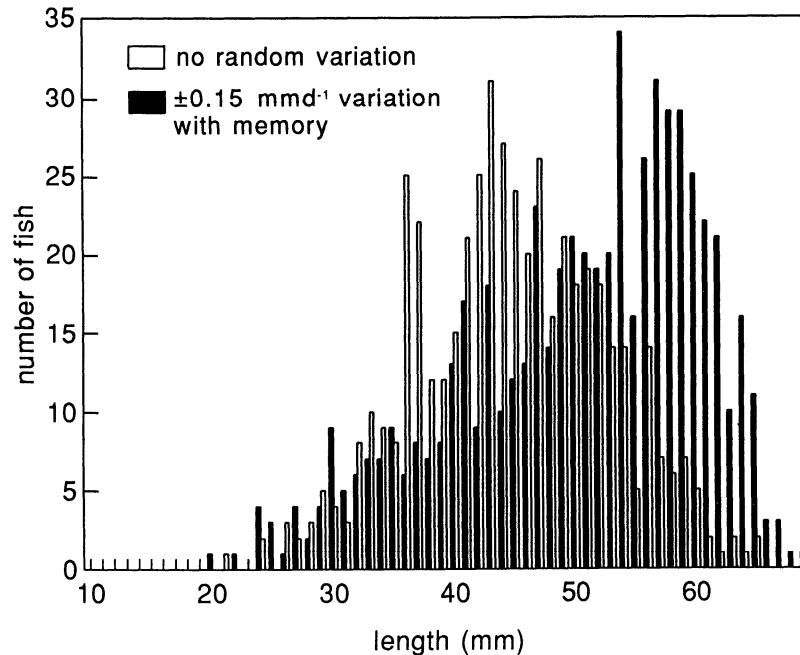 35
30
25
20
15
10
5
0
number of fish
no random variation
±0.15 mmd⁻¹ variation
with memory
10 20 30 40 50 60
length (mm)